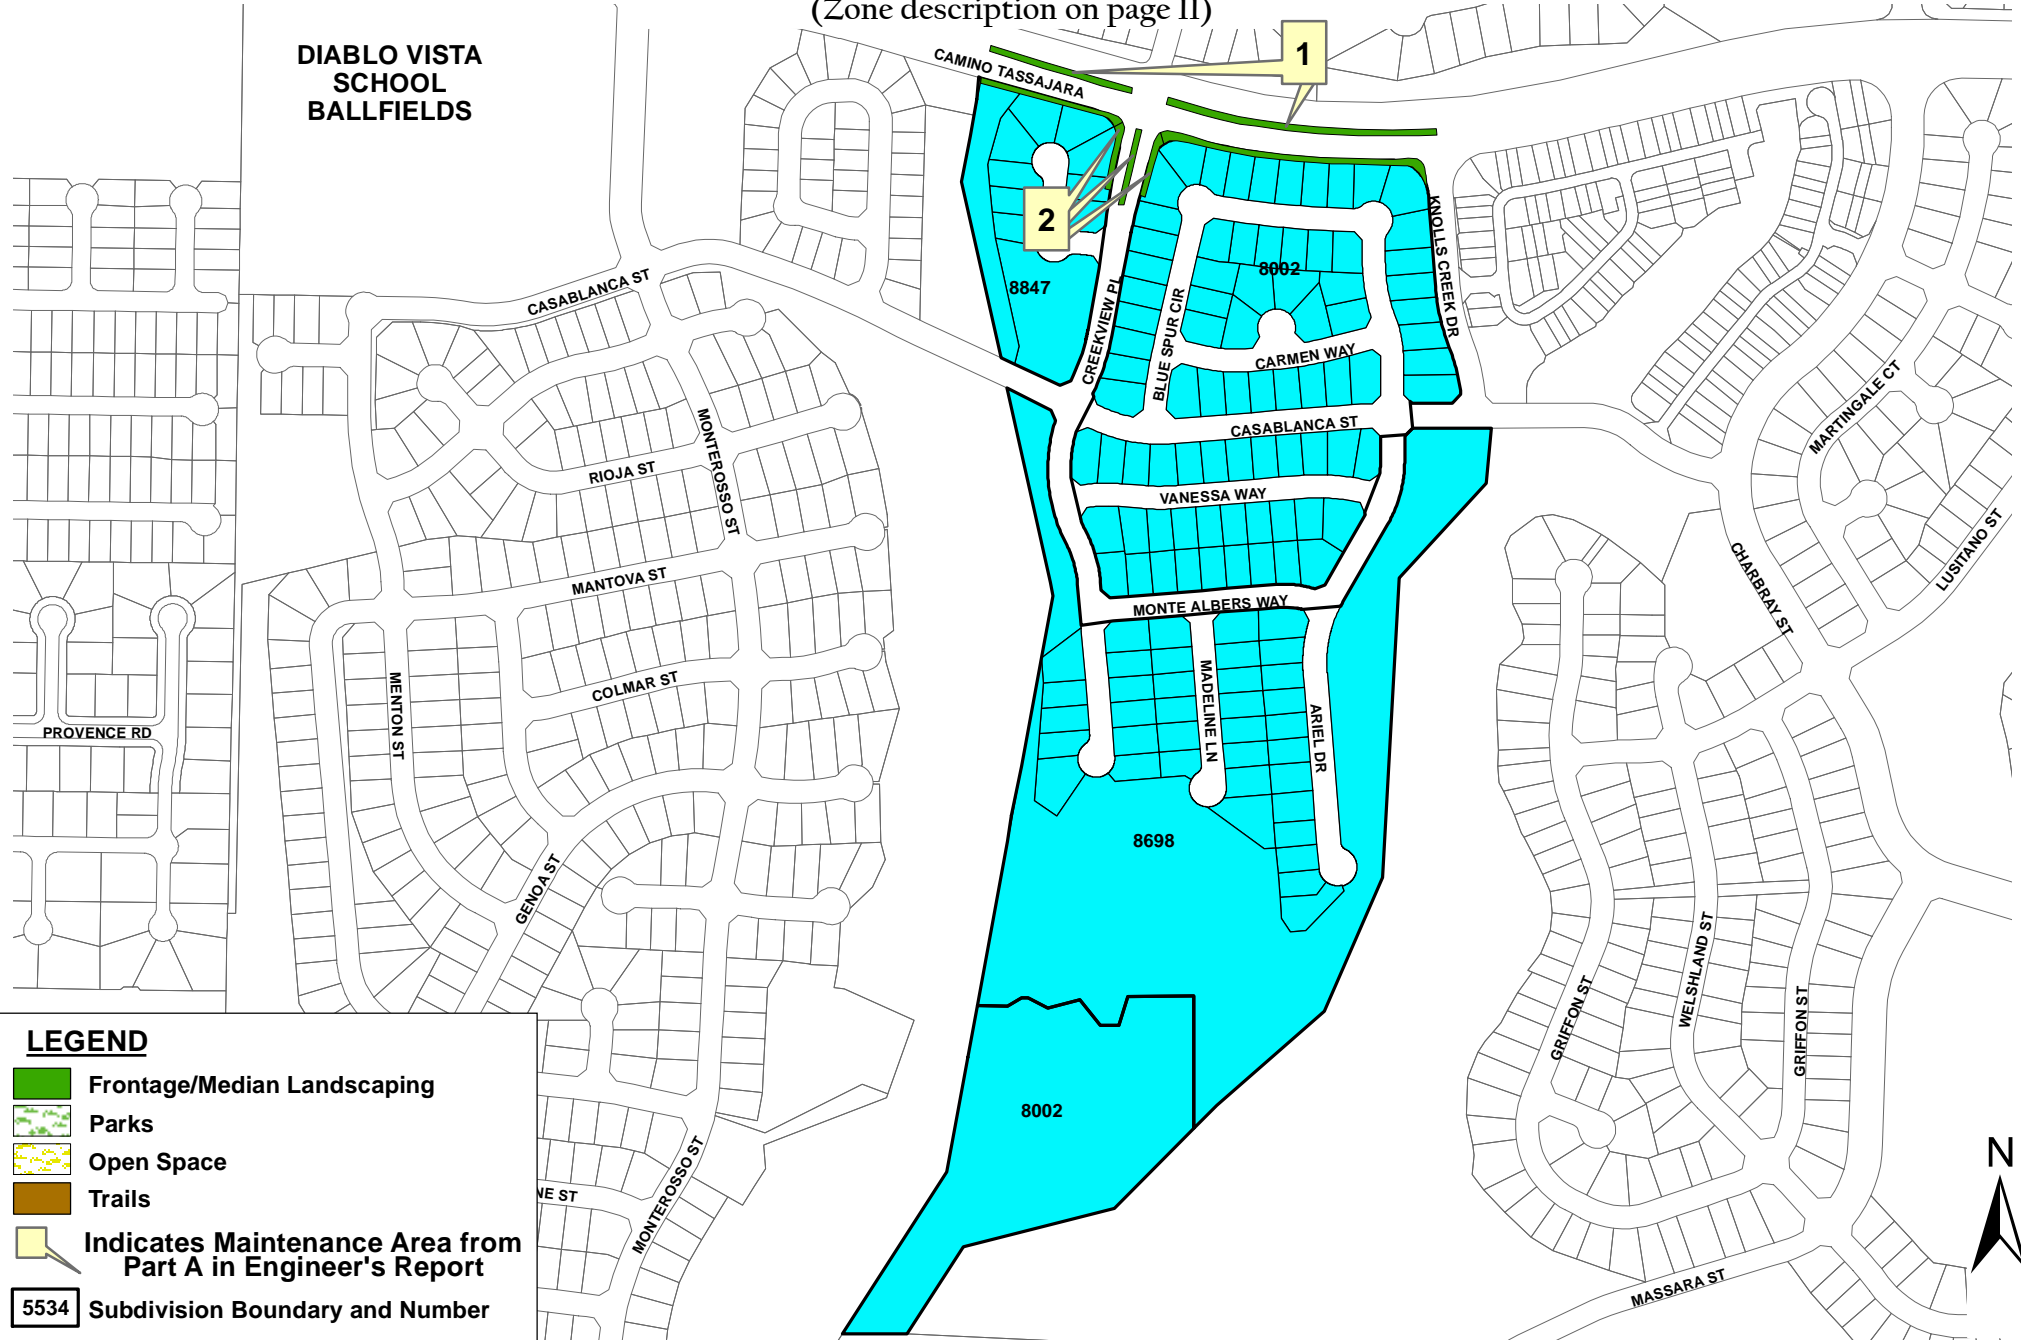 (Zone description on page 11)
DIABLO VISTA
SCHOOL
BALLFIELDS
CAMINO TASSAJARA
1
2
8847
8002
KNOLLS CREEK DR
CREEKVIEW PL
BLUE SPUR CIR
CARMEN WAY
CASABLANCA ST
CASABLANCA ST
VANESSA WAY
MONTE ALBERS WAY
MADELINE LN
ARIEL DR
8698
8002
MONTEROSSO ST
RIOJA ST
MANTOVA ST
COLMAR ST
MENTON ST
PROVENCE RD
GENOA ST
MONTEROSSO ST
NE ST
MARTINGALE CT
LUSITANO ST
CHARBRAY ST
GRIFFON ST
WELSHLAND ST
GRIFFON ST
MASSARA ST
N
LEGEND
Frontage/Median Landscaping
Parks
Open Space
Trails
Indicates Maintenance Area from
Part A in Engineer's Report
5534 Subdivision Boundary and Number